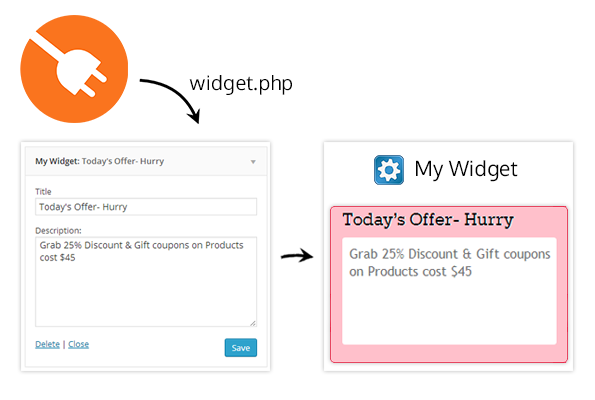 widget.php
My Widget: Today's Offer- Hurry
Title
Today's Offer- Hurry
Description:
Grab 25% Discount & Gift coupons on Products
cost $45
Delete | Close
Save
My Widget
Today's Offer- Hurry
Grab 25% Discount & Gift coupons
on Products cost $45